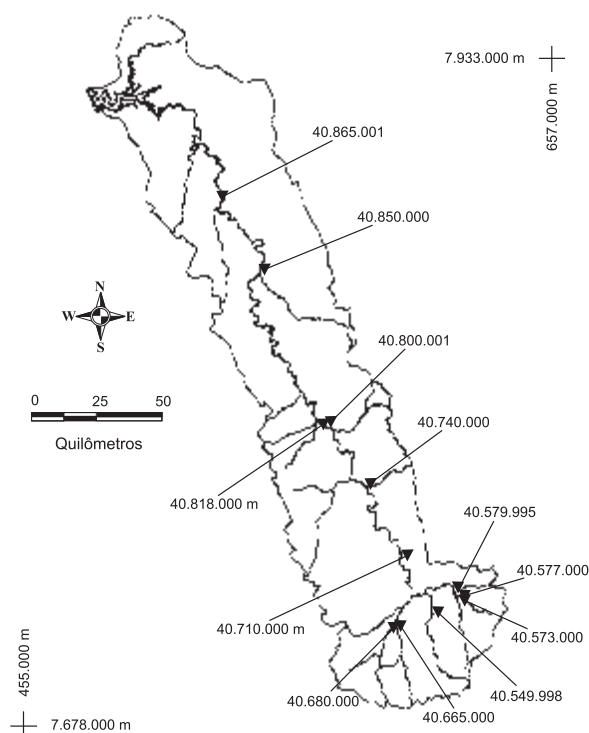 7.933.000 m
657.000 m
40.865.001
40.850.000
N
W E
S
0 25 50
Quilômetros
40.800.001
40.740.000
40.818.000 m
40.579.995
40.577.000
40.710.000 m
40.573.000
40.680.000
40.549.998
40.665.000
455.000 m
7.678.000 m